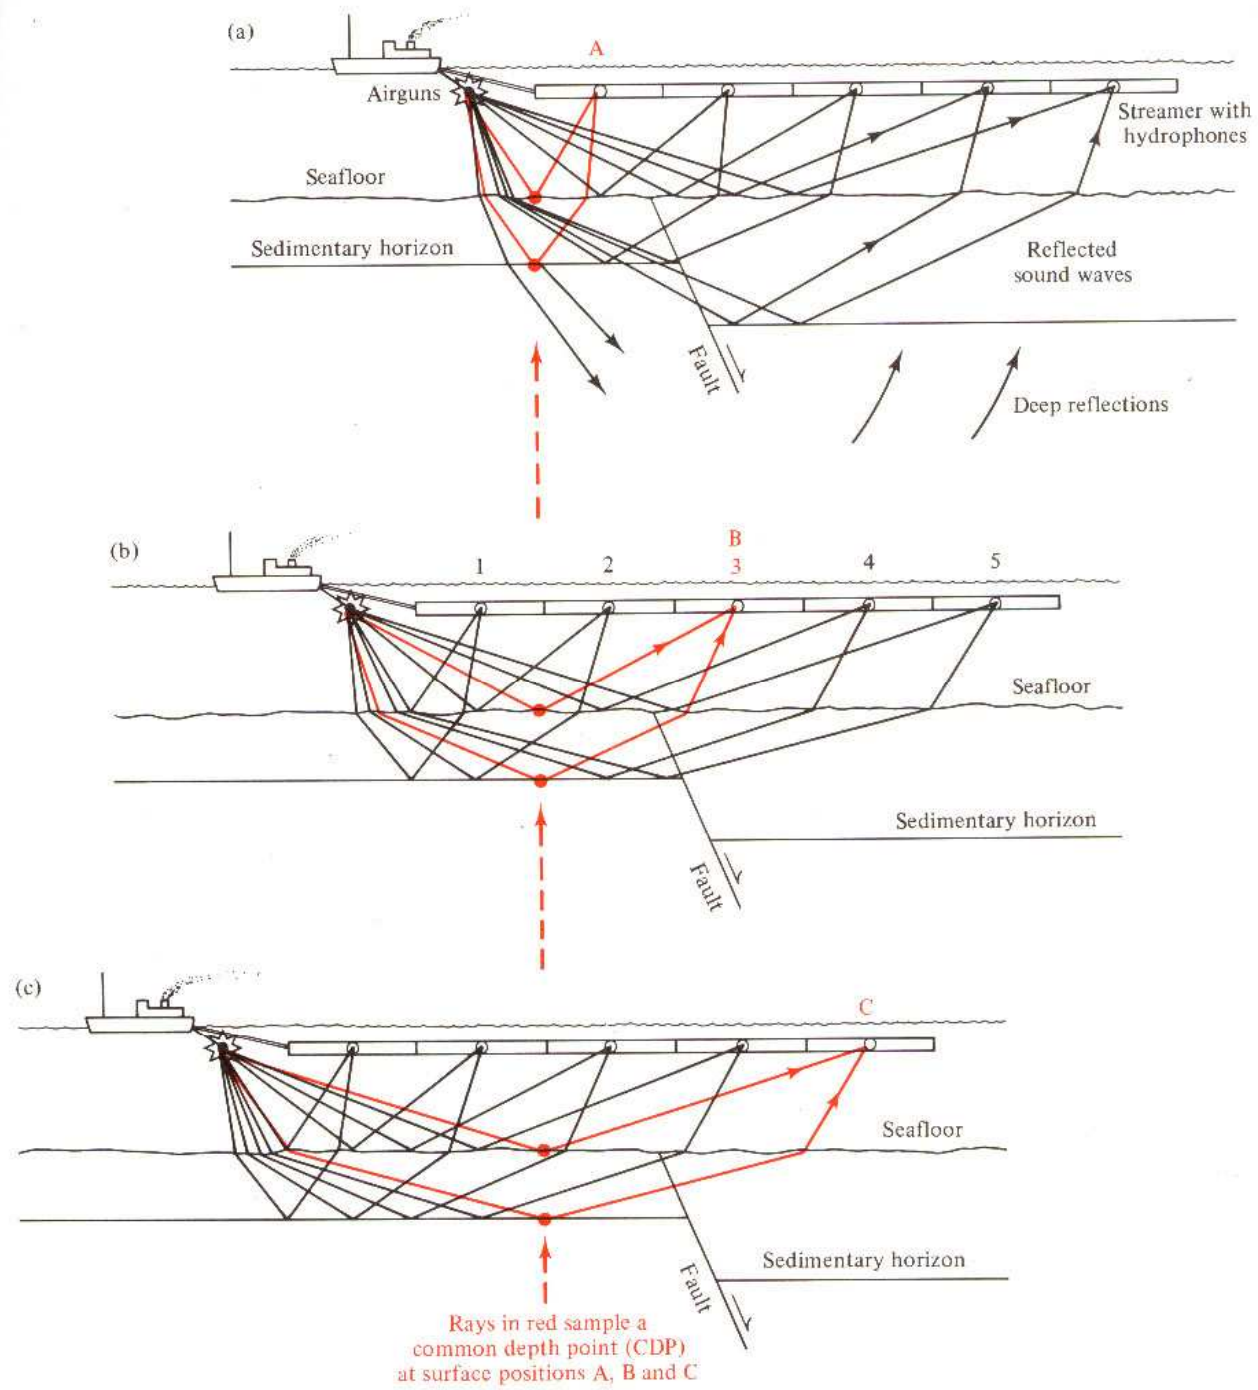 (a)
A
Airguns
Streamer with
hydrophones
Seafloor
Sedimentary horizon
Reflected
sound waves
Fault
Deep reflections
(b)
B
1
2
3
4
5
Seafloor
Sedimentary horizon
Fault
(c)
C
Seafloor
Sedimentary horizon
Fault
Rays in red sample a
common depth point (CDP)
at surface positions A, B and C